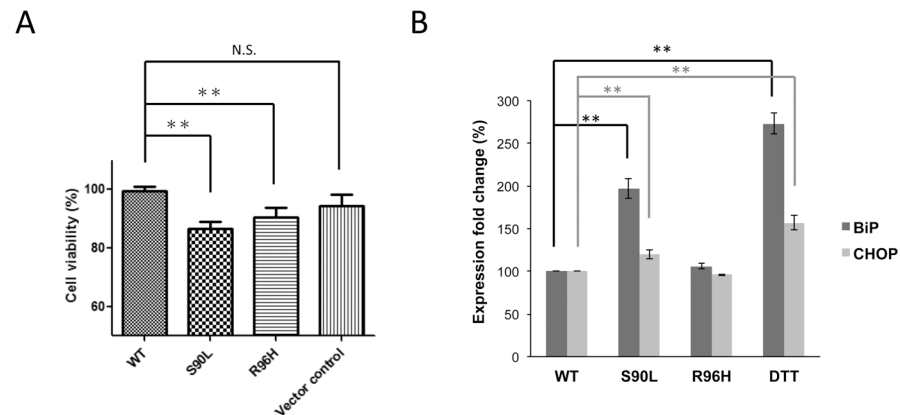 A
N.S.
**
**
Cell viability (%)
100
80
60
WT
S90L
R96H
Vector control
B
**
**
**
**
Expression fold change (%)
300
250
200
150
100
50
0
WT
S90L
R96H
DTT
BiP
CHOP